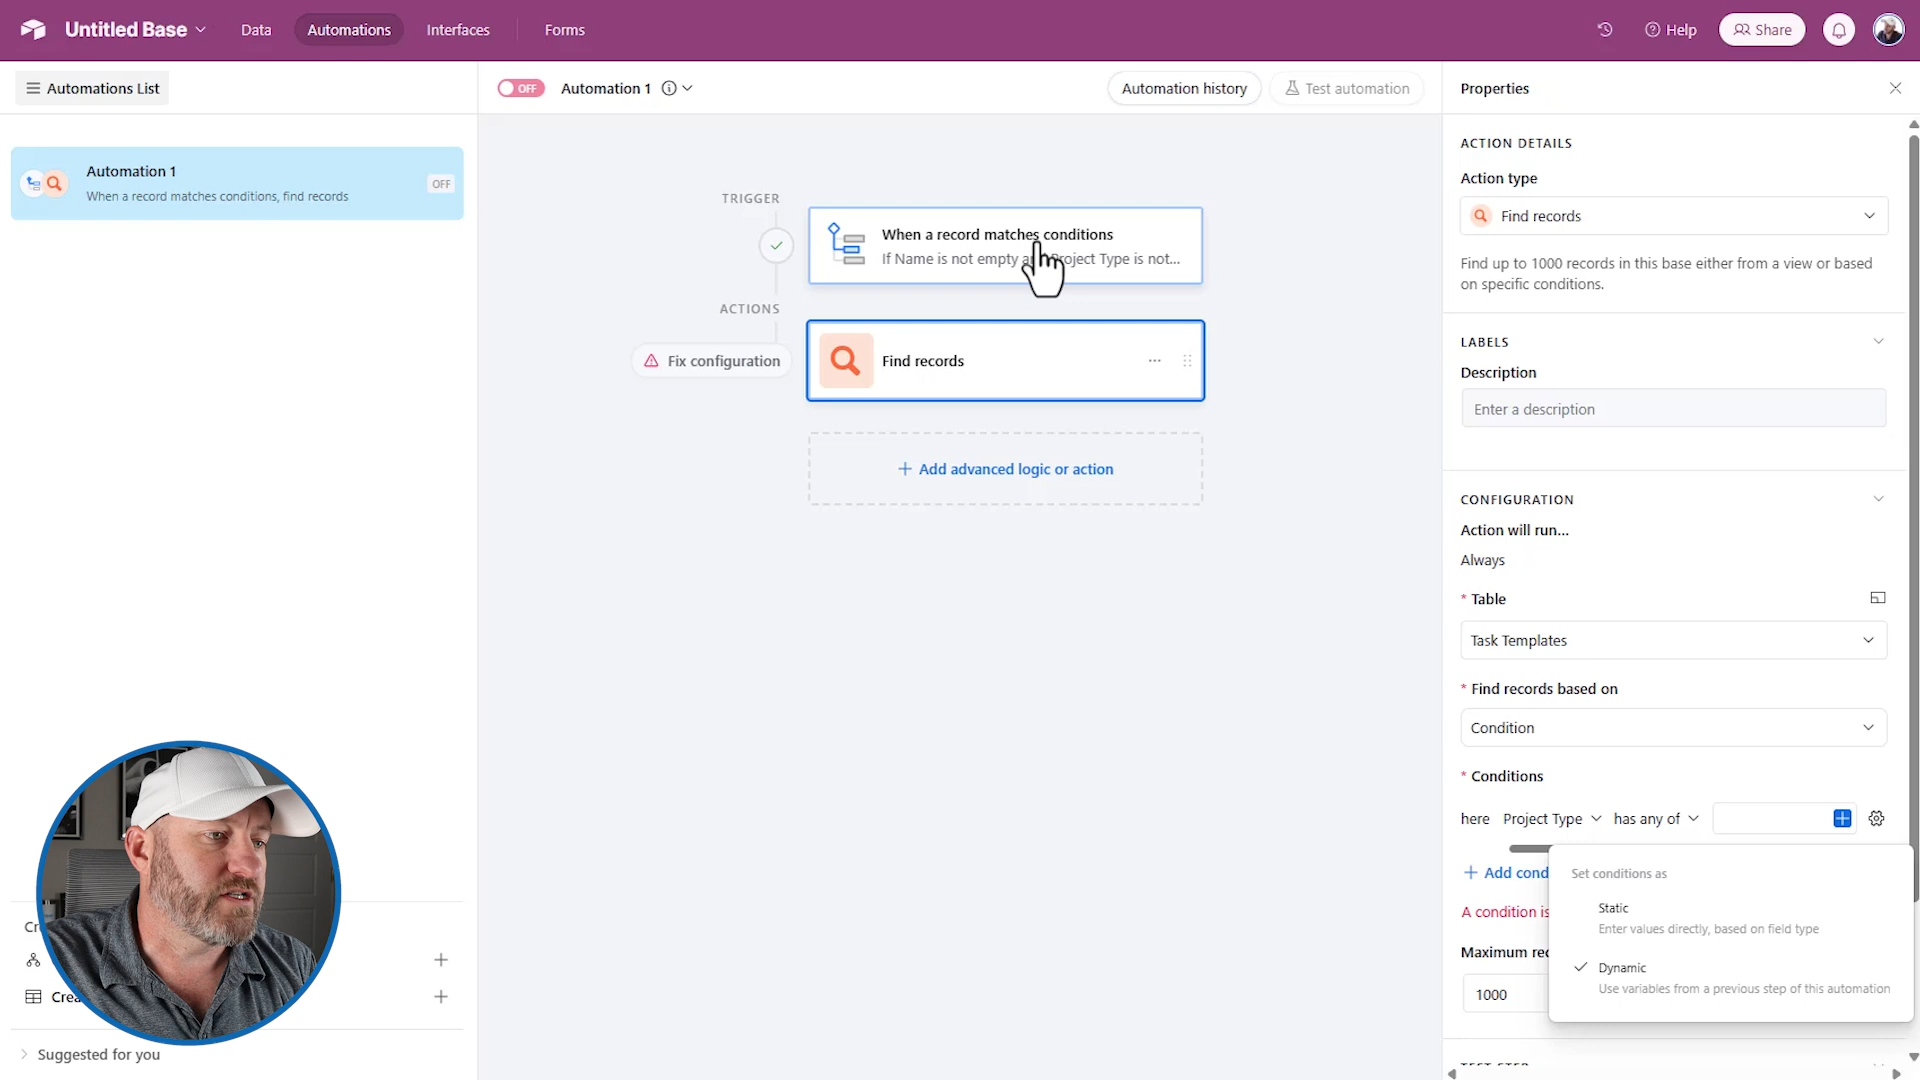 Untitled Base
Data
Automations
Interfaces
Forms
Help
Share
Automations List
OFF
Automation 1
Automation history
Test automation
Properties
Automation 1
When a record matches conditions, find records
OFF
TRIGGER
When a record matches conditions
If Name is not empty a Project Type is not...
ACTIONS
Fix configuration
Find records
Add advanced logic or action
ACTION DETAILS
Action type
Find records
Find up to 1000 records in this base either from a view or based
on specific conditions.
LABELS
Description
Enter a description
CONFIGURATION
Action will run...
Always
* Table
Task Templates
* Find records based on
Condition
* Conditions
here Project Type has any of
Add cond
Set conditions as
Static
Enter values directly, based on field type
A condition is
Maximum rec
Dynamic
Use variables from a previous step of this automation
1000
Cr
Crea
Suggested for you